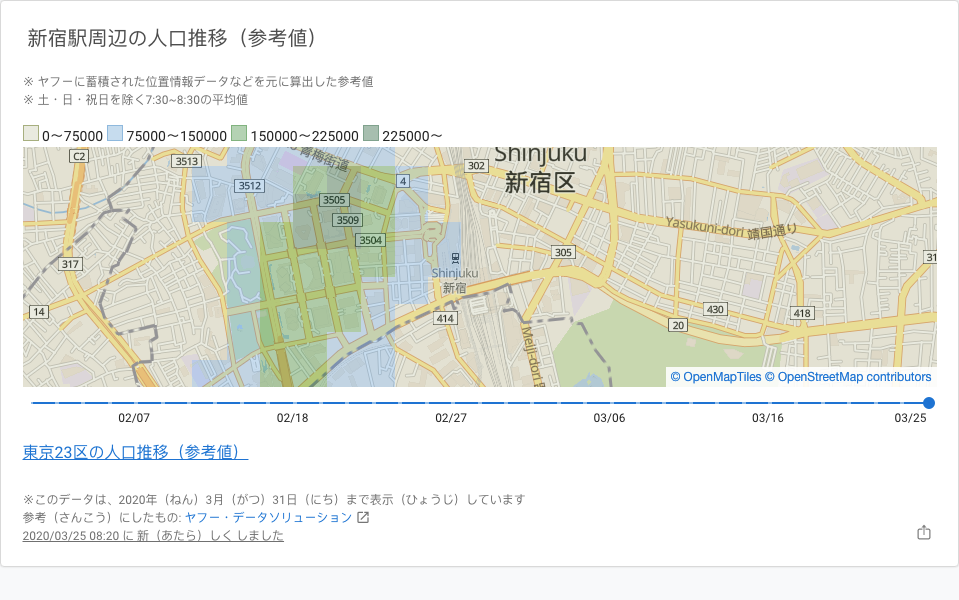 新宿駅周辺の人口推移（参考値）
※ ヤフーに蓄積された位置情報データなどを元に算出した参考値
※ 土・日・祝日を除く7:30~8:30の平均値
0～75000 75000～150000 150000～225000 225000～
C2
3513
青梅街道
302
Shinjuku
新宿区
3512
4
3505
3509
3504
Yasukuni-dori 靖国通り
317
305
31
Shinjuku
新宿
14
414
430
418
20
Meiji-dori
© OpenMapTiles © OpenStreetMap contributors
02/07 02/18 02/27 03/06 03/16 03/25
東京23区の人口推移（参考値）
※このデータは、2020年（ねん）3月（がつ）31日（にち）まで表示（ひょうじ）しています
参考（さんこう）にしたもの: ヤフー・データソリューション
2020/03/25 08:20 に 新（あたら）しく しました